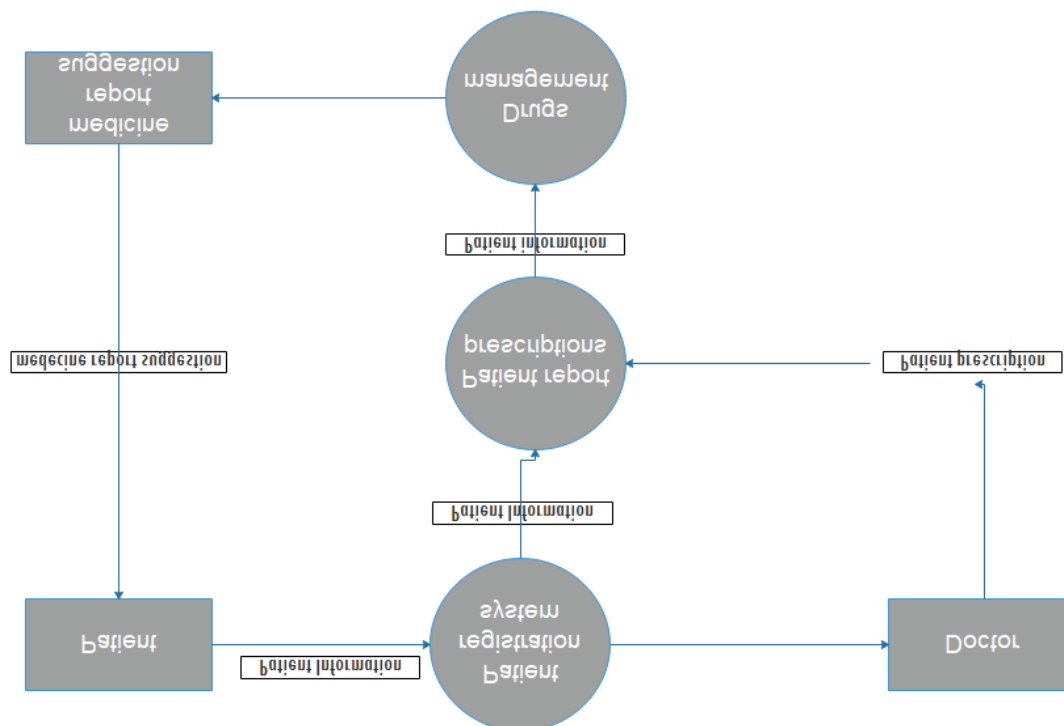 Patient
Patient Information
Patient
registration
system
Doctor
Patient Information
medecine report suggestion
Patient report
prescriptions
Patient prescription
Patient information
medicine
report
suggestion
Drugs
management